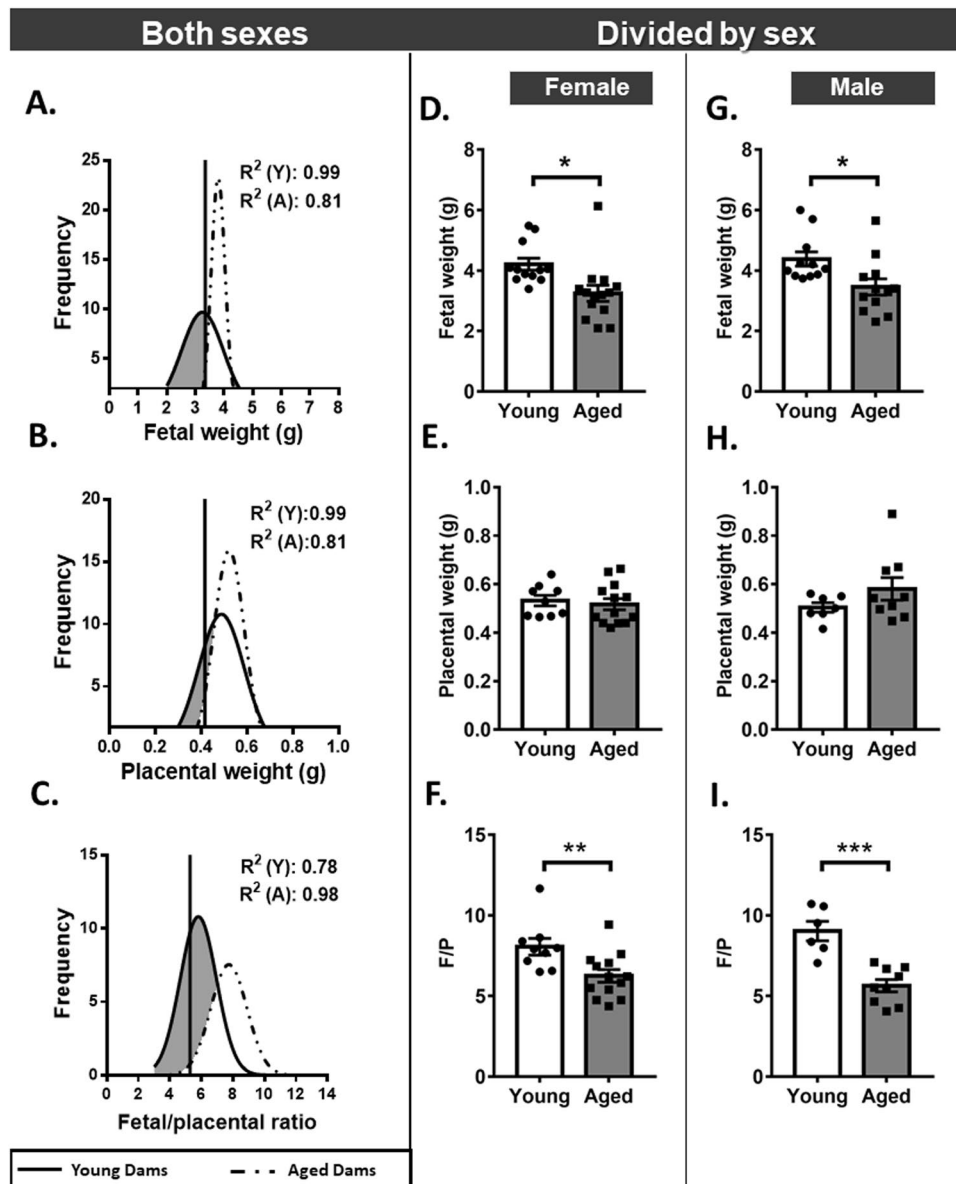 Both sexes
Divided by sex
Female
Male
A.
25
20
15
10
5
Frequency
R² (Y): 0.99
R² (A): 0.81
0 1 2 3 4 5 6 7 8
Fetal weight (g)
B.
20
15
10
5
Frequency
R² (Y):0.99
R² (A):0.81
0.0 0.2 0.4 0.6 0.8 1.0
Placental weight (g)
C.
15
10
5
0
Frequency
R² (Y): 0.78
R² (A): 0.98
0 2 4 6 8 10 12 14
Fetal/placental ratio
Young Dams
Aged Dams
D.
8
6
4
2
0
Fetal weight (g)
*
Young Aged
E.
1.0
0.8
0.6
0.4
0.2
0.0
Placental weight (g)
Young Aged
F.
15
10
5
0
F/P
**
Young Aged
G.
8
6
4
2
0
Fetal weight (g)
*
Young Aged
H.
1.0
0.8
0.6
0.4
0.2
0.0
Placental weight (g)
Young Aged
I.
15
10
5
0
F/P
***
Young Aged